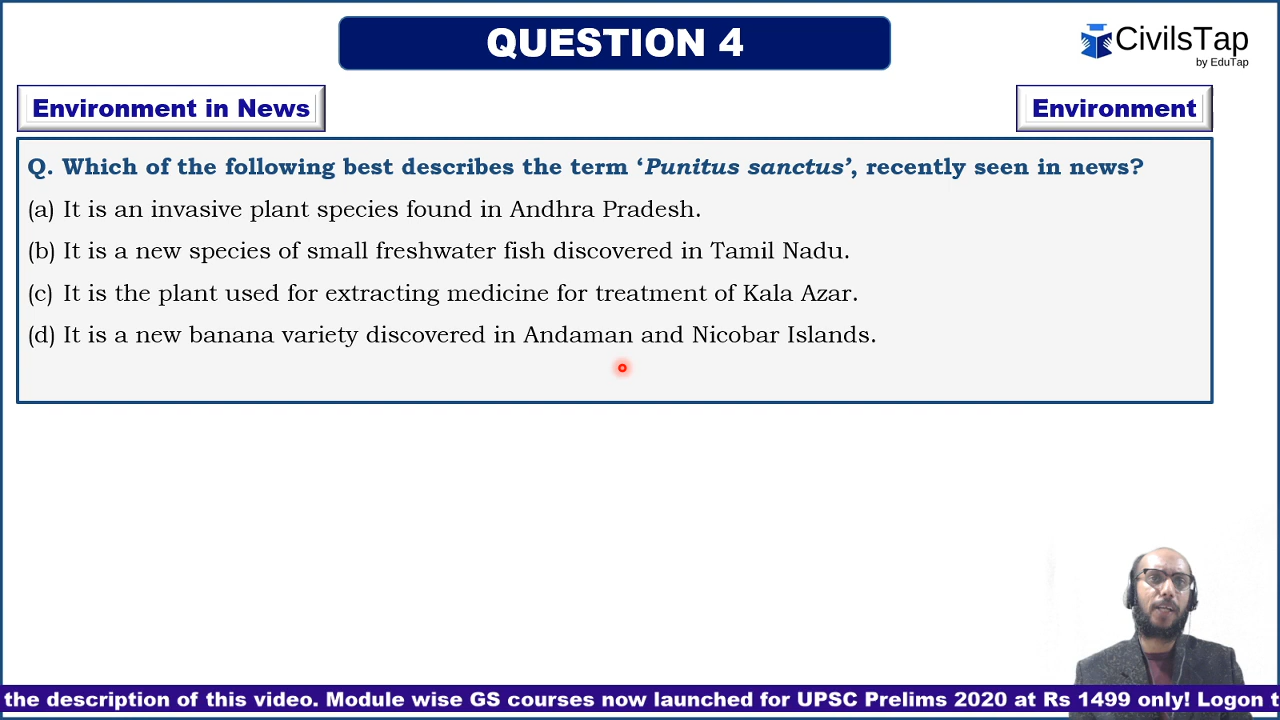 QUESTION 4
CivilsTap
by EduTap
Environment in News
Environment
Q. Which of the following best describes the term ‘Punitus sanctus’, recently seen in news?
(a) It is an invasive plant species found in Andhra Pradesh.
(b) It is a new species of small freshwater fish discovered in Tamil Nadu.
(c) It is the plant used for extracting medicine for treatment of Kala Azar.
(d) It is a new banana variety discovered in Andaman and Nicobar Islands.
the description of this video. Module wise GS courses now launched for UPSC Prelims 2020 at Rs 1499 only! Logon t